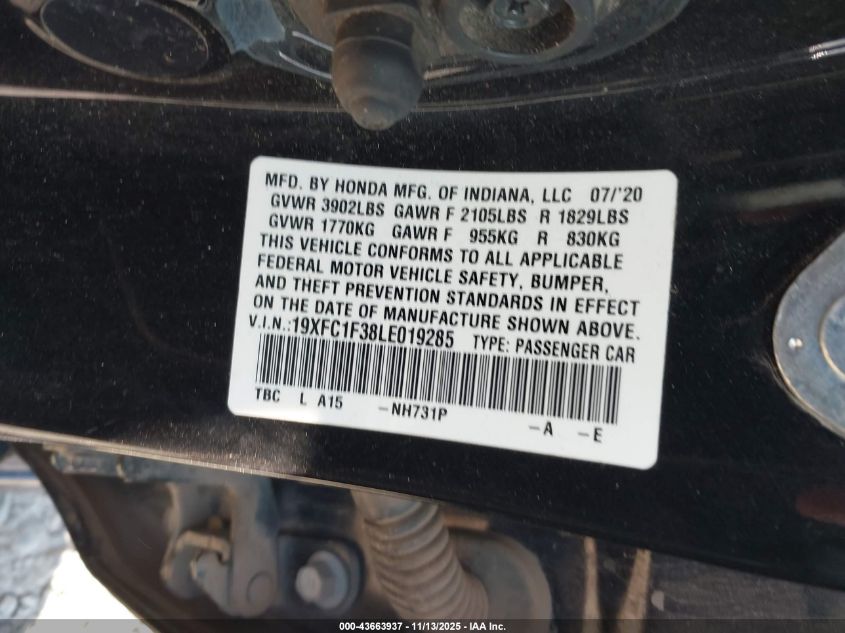 MFD. BY HONDA MFG. OF INDIANA, LLC 07/'20
GVWR 3902LBS GAWR F 2105LBS R 1829LBS
GVWR 1770KG GAWR F 955KG R 830KG
THIS VEHICLE CONFORMS TO ALL APPLICABLE
FEDERAL MOTOR VEHICLE SAFETY, BUMPER,
AND THEFT PREVENTION STANDARDS IN EFFECT
ON THE DATE OF MANUFACTURE SHOWN ABOVE.
V.I.N.:19XFC1F38LE019285 TYPE: PASSENGER CAR
TBC L A15 -NH731P
-A -E
000-43663937 - 11/13/2025 - IAA Inc.